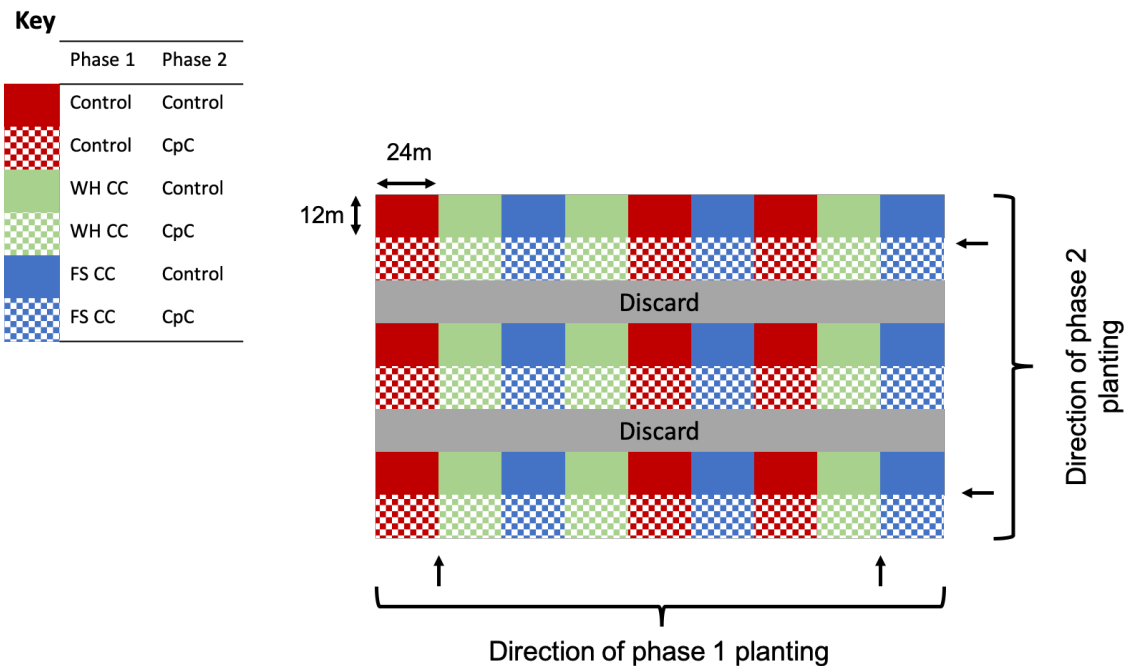 Key
Phase 1 Phase 2
Control Control
Control CpC
WH CC Control
WH CC CpC
FS CC Control
FS CC CpC
24m
12m
Discard
Discard
Direction of phase 2
planting
Direction of phase 1 planting